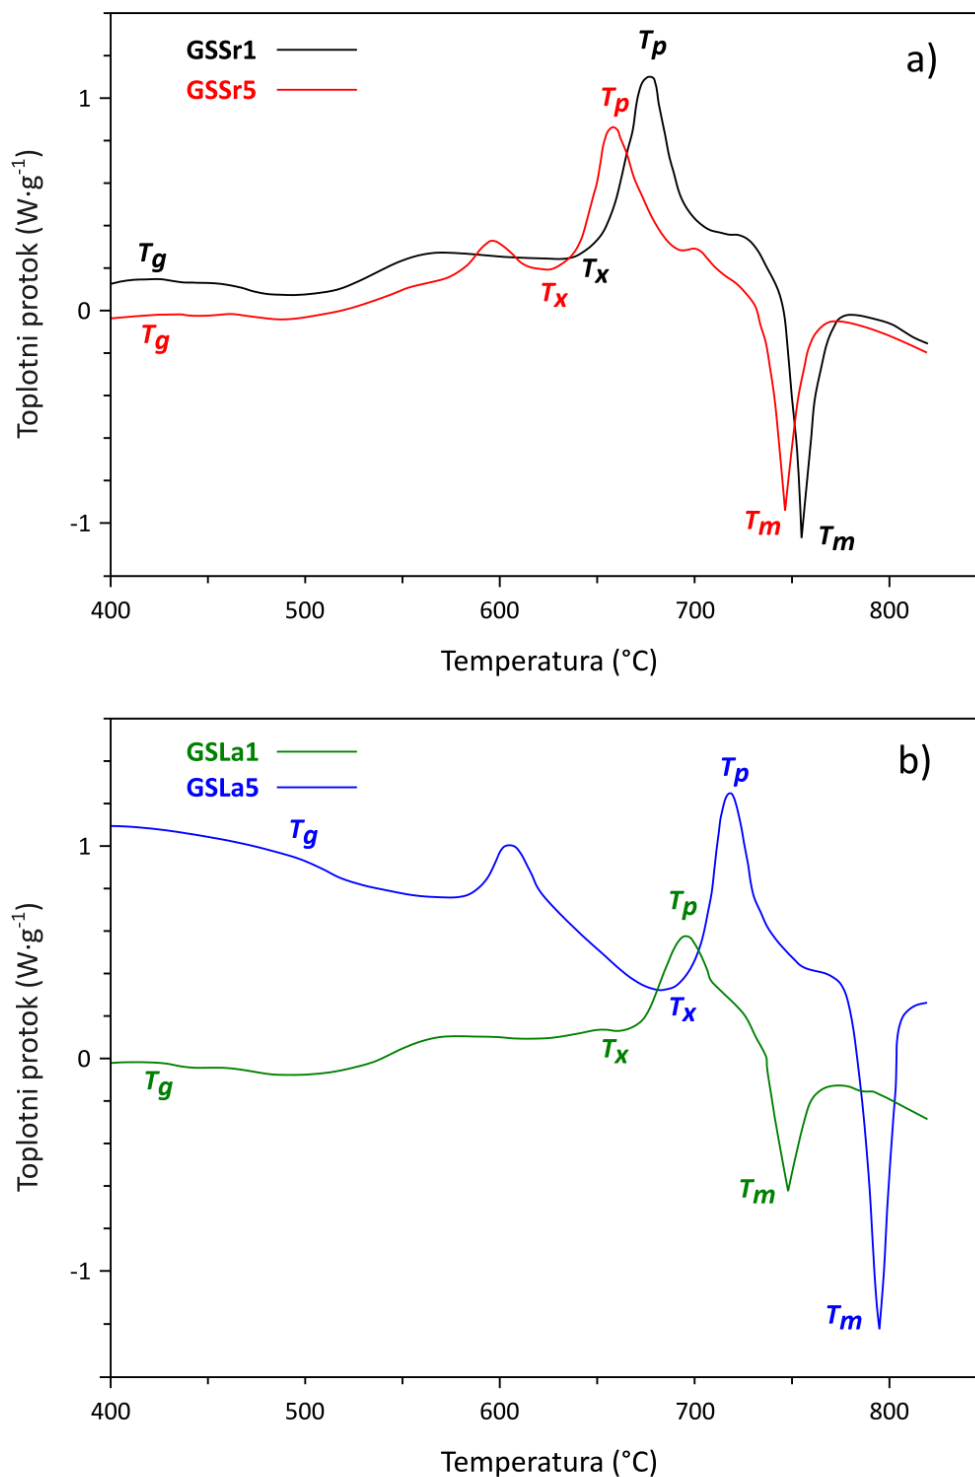 GSSr1
GSSr5
a)
Tp
Tp
1
Tg
Tx
Tx
0
Tg
Tm
Tm
-1
Toplotni protok (W·g⁻¹)
400 500 600 700 800
Temperatura (°C)
GSLa1
GSLa5
b)
Tp
Tg
1
Tp
Tx
Tx
0
Tg
Tm
-1
Tm
Toplotni protok (W·g⁻¹)
400 500 600 700 800
Temperatura (°C)